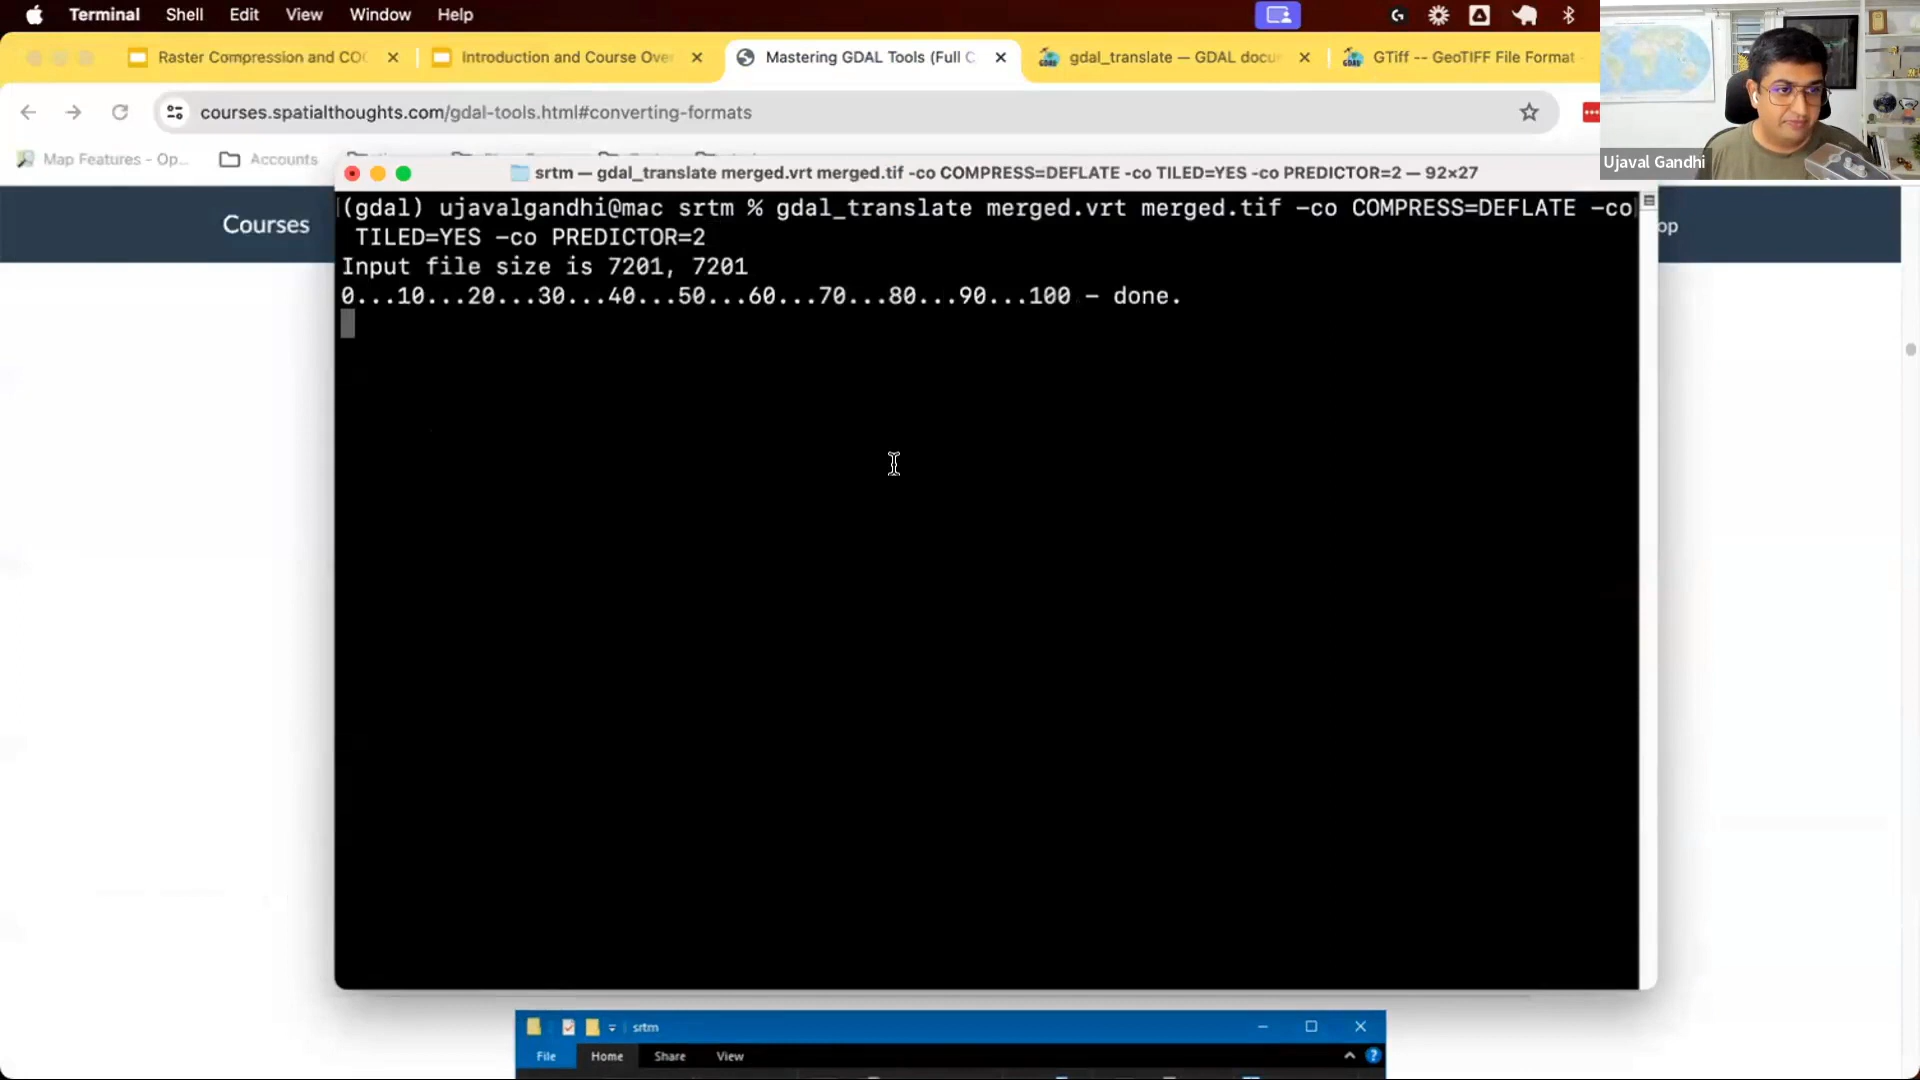 Terminal Shell Edit View Window Help
Raster Compression and CO
Introduction and Course Over
Mastering GDAL Tools (Full C
gdal_translate — GDAL docu
GTiff -- GeoTIFF File Format
courses.spatialthoughts.com/gdal-tools.html#converting-formats
Ujaval Gandhi
Map Features - Op...
Accounts
srtm — gdal_translate merged.vrt merged.tif -co COMPRESS=DEFLATE -co TILED=YES -co PREDICTOR=2 — 92×27
Courses
op
(gdal) ujavalgandhi@mac srtm % gdal_translate merged.vrt merged.tif -co COMPRESS=DEFLATE -co
TILED=YES -co PREDICTOR=2
Input file size is 7201, 7201
0...10...20...30...40...50...60...70...80...90...100 - done.
srtm
File Home Share View